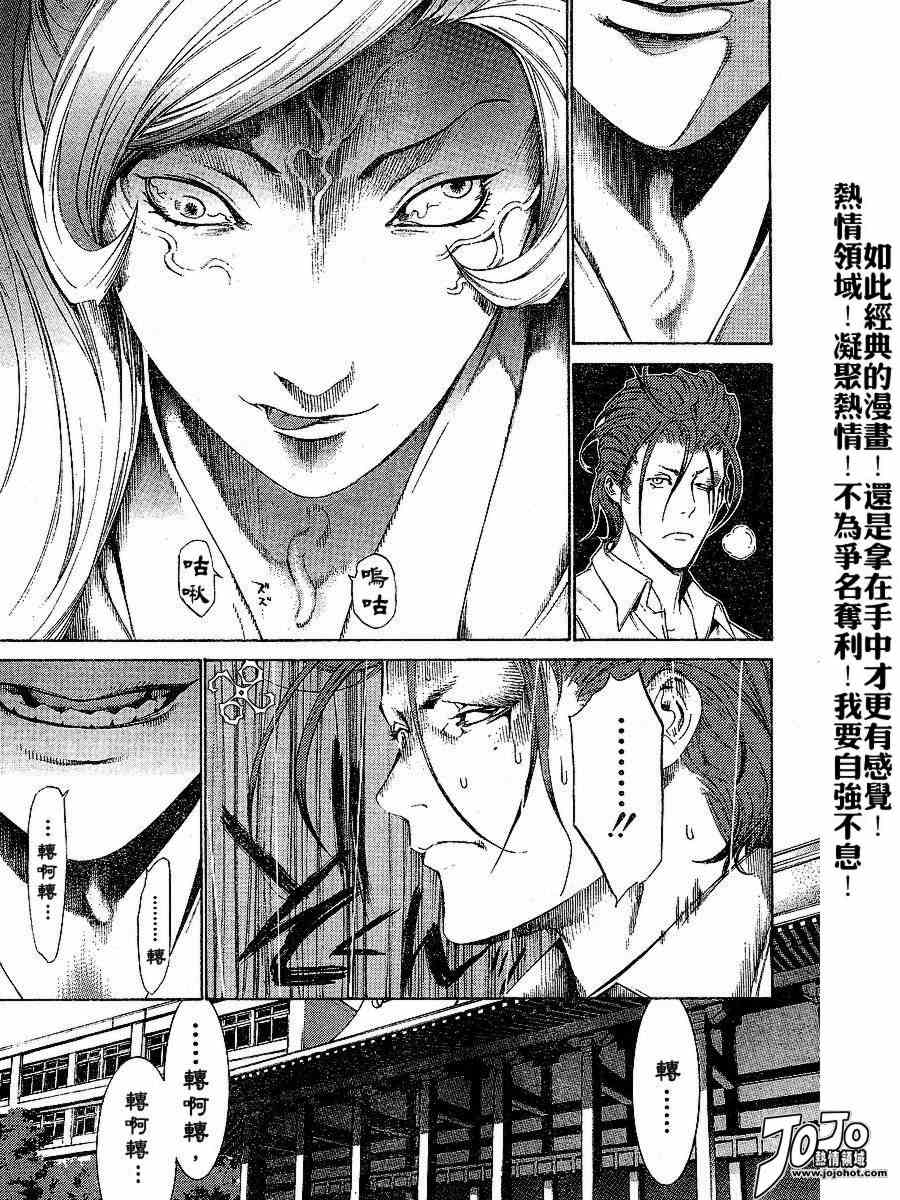 如此經典的漫畫！還是拿在手中才更有感覺！
熱情領域！凝聚熱情！不為爭名奪利！我要自強不息！
嗚咕
咕啾
ズズ
……!!
………轉
…轉啊轉…
轉……
……轉啊轉，
轉啊轉…
JOJO
熱情領域
www.jojohot.com